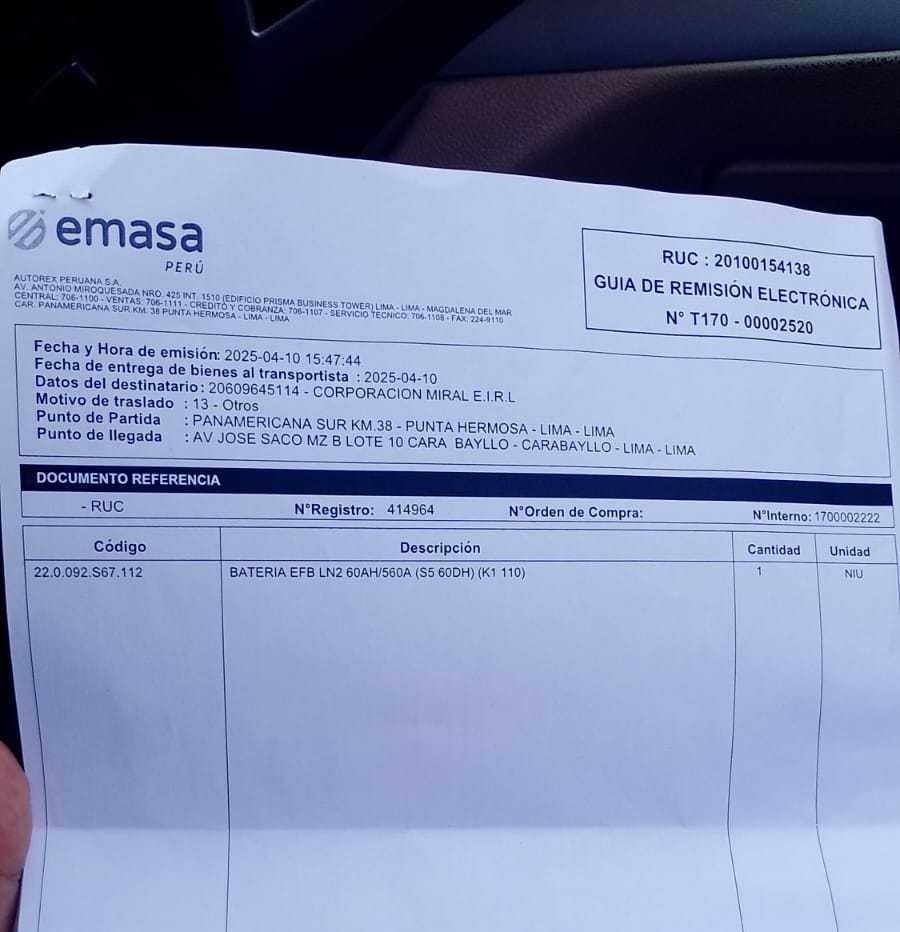 emasa
PERÚ
AUTOREX PERUANA S.A.
AV. ANTONIO MIROQUESADA NRO. 425 INT. 1510 (EDIFICIO PRISMA BUSINESS TOWER) LIMA - LIMA - MAGDALENA DEL MAR
CENTRAL: 706-1100 - VENTAS: 706-1111 - CREDITO Y COBRANZA: 706-1107 - SERVICIO TECNICO: 706-1108 - FAX: 224-9110
CAR. PANAMERICANA SUR KM. 38 PUNTA HERMOSA - LIMA - LIMA
RUC : 20100154138
GUIA DE REMISIÓN ELECTRÓNICA
N° T170 - 00002520
Fecha y Hora de emisión: 2025-04-10 15:47:44
Fecha de entrega de bienes al transportista : 2025-04-10
Datos del destinatario : 20609645114 - CORPORACION MIRAL E.I.R.L
Motivo de traslado : 13 - Otros
Punto de Partida : PANAMERICANA SUR KM.38 - PUNTA HERMOSA - LIMA - LIMA
Punto de llegada : AV JOSE SACO MZ B LOTE 10 CARA BAYLLO - CARABAYLLO - LIMA - LIMA
DOCUMENTO REFERENCIA
- RUC N°Registro: 414964 N°Orden de Compra: N°Interno: 1700002222
Código Descripción Cantidad Unidad
22.0.092.S67.112 BATERIA EFB LN2 60AH/560A (S5 60DH) (K1 110) 1 NIU